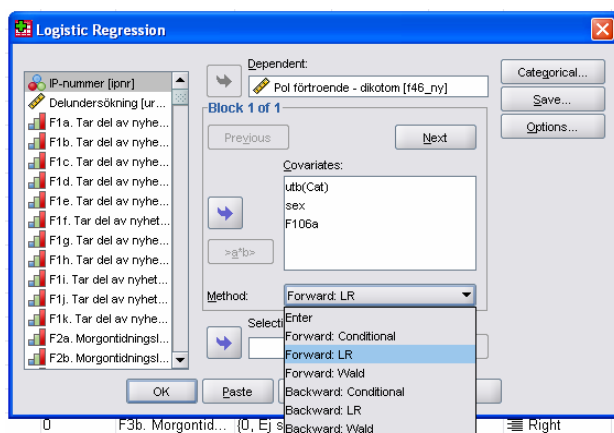 Logistic Regression
IP-nummer [ipnr]
Delundersökning [ur...
F1a. Tar del av nyhe...
F1b. Tar del av nyhe...
F1c. Tar del av nyhe...
F1d. Tar del av nyhe...
F1e. Tar del av nyhe...
F1f. Tar del av nyhet...
F1g. Tar del av nyhe...
F1h. Tar del av nyhe...
F1i. Tar del av nyhet...
F1j. Tar del av nyhet...
F1k. Tar del av nyhe...
F2a. Morgontidningsl...
F2b. Morgontidningsl...
Dependent:
Pol förtroende - dikotom [f46_ny]
Block 1 of 1
Previous
Next
Covariates:
utb(Cat)
sex
F106a
>a*b>
Method:
Forward: LR
Enter
Forward: Conditional
Forward: LR
Forward: Wald
Backward: Conditional
Backward: LR
Backward: Wald
Categorical...
Save...
Options...
OK
Paste
0 F3b. Morgontid... {0, Ej s Right